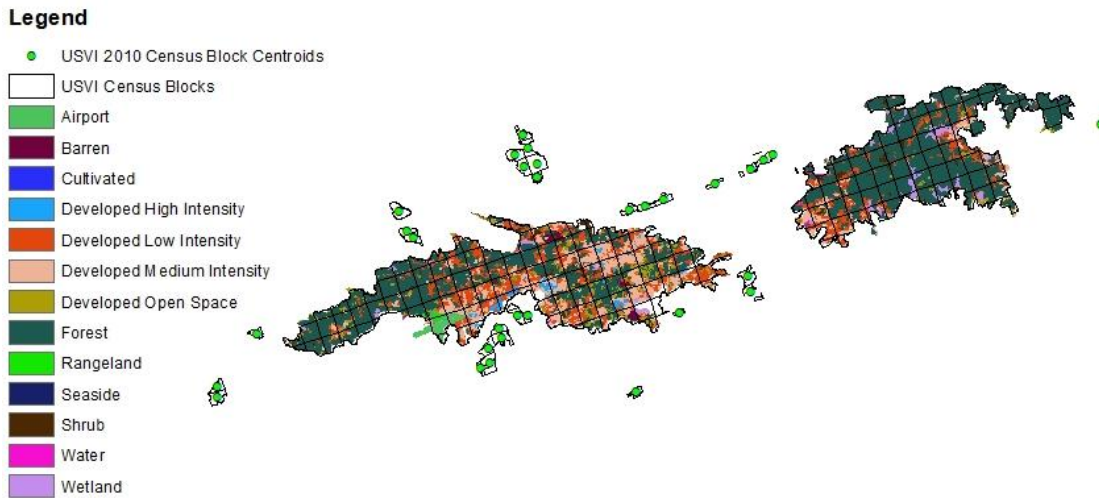 Legend
USVI 2010 Census Block Centroids
USVI Census Blocks
Airport
Barren
Cultivated
Developed High Intensity
Developed Low Intensity
Developed Medium Intensity
Developed Open Space
Forest
Rangeland
Seaside
Shrub
Water
Wetland